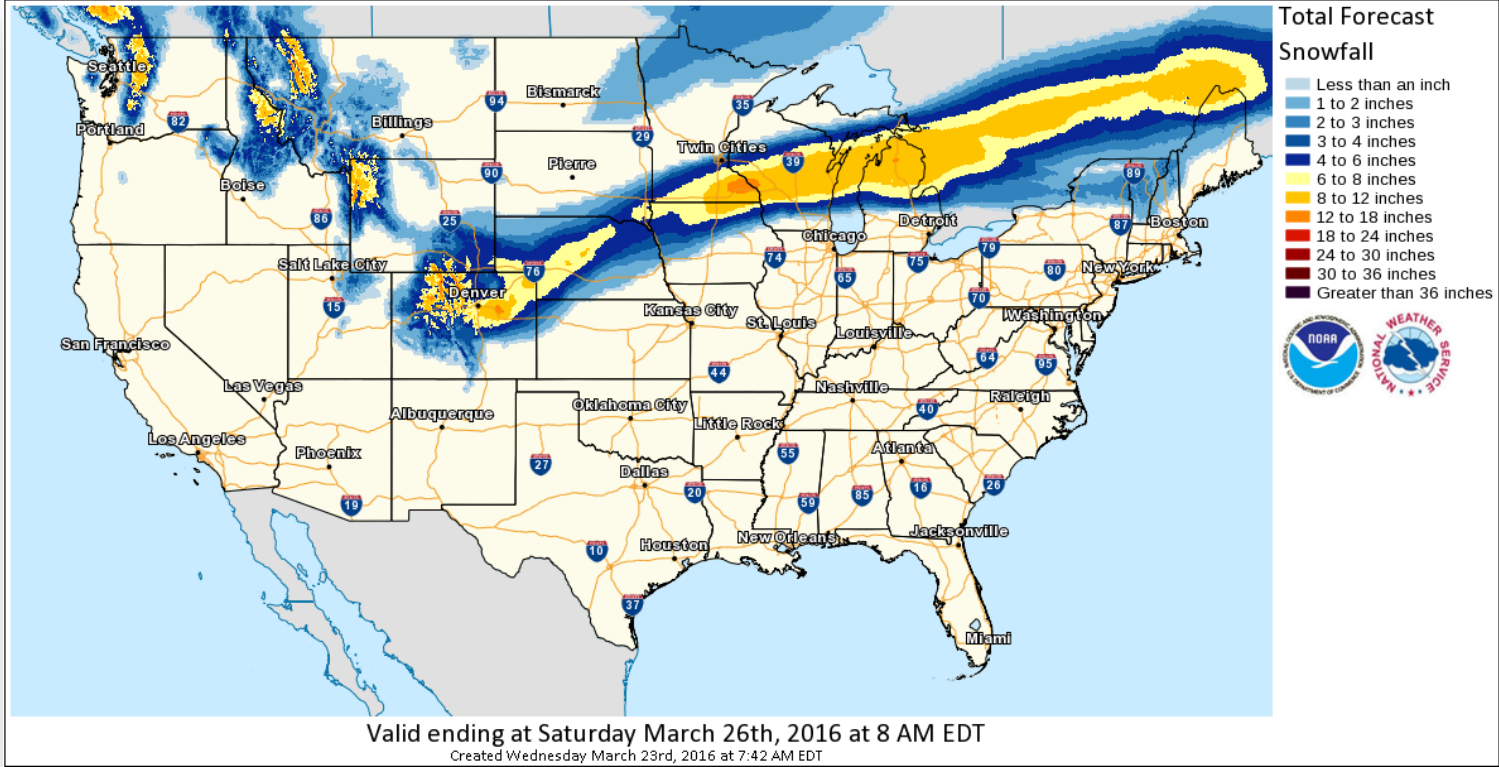 Total Forecast
Snowfall
Less than an inch
1 to 2 inches
2 to 3 inches
3 to 4 inches
4 to 6 inches
6 to 8 inches
8 to 12 inches
12 to 18 inches
18 to 24 inches
24 to 30 inches
30 to 36 inches
Greater than 36 inches
NOAA
NATIONAL WEATHER SERVICE
Seattle
Portland
82
Billings
94
Bismarck
35
29
Twin Cities
39
Boise
86
90
Pierre
25
89
87
Boston
Detroit
Chicago
Salt Lake City
15
Denver
76
74
65
75
79
80
New York
70
Kansas City
St. Louis
Louisville
Washington
San Francisco
Las Vegas
44
64
95
Nashville
Raleigh
40
Albuquerque
Oklahoma City
Little Rock
Los Angeles
Phoenix
27
55
Atlanta
19
Dallas
20
59
85
16
26
10
Houston
New Orleans
Jacksonville
37
Miami
Valid ending at Saturday March 26th, 2016 at 8 AM EDT
Created Wednesday March 23rd, 2016 at 7:42 AM EDT